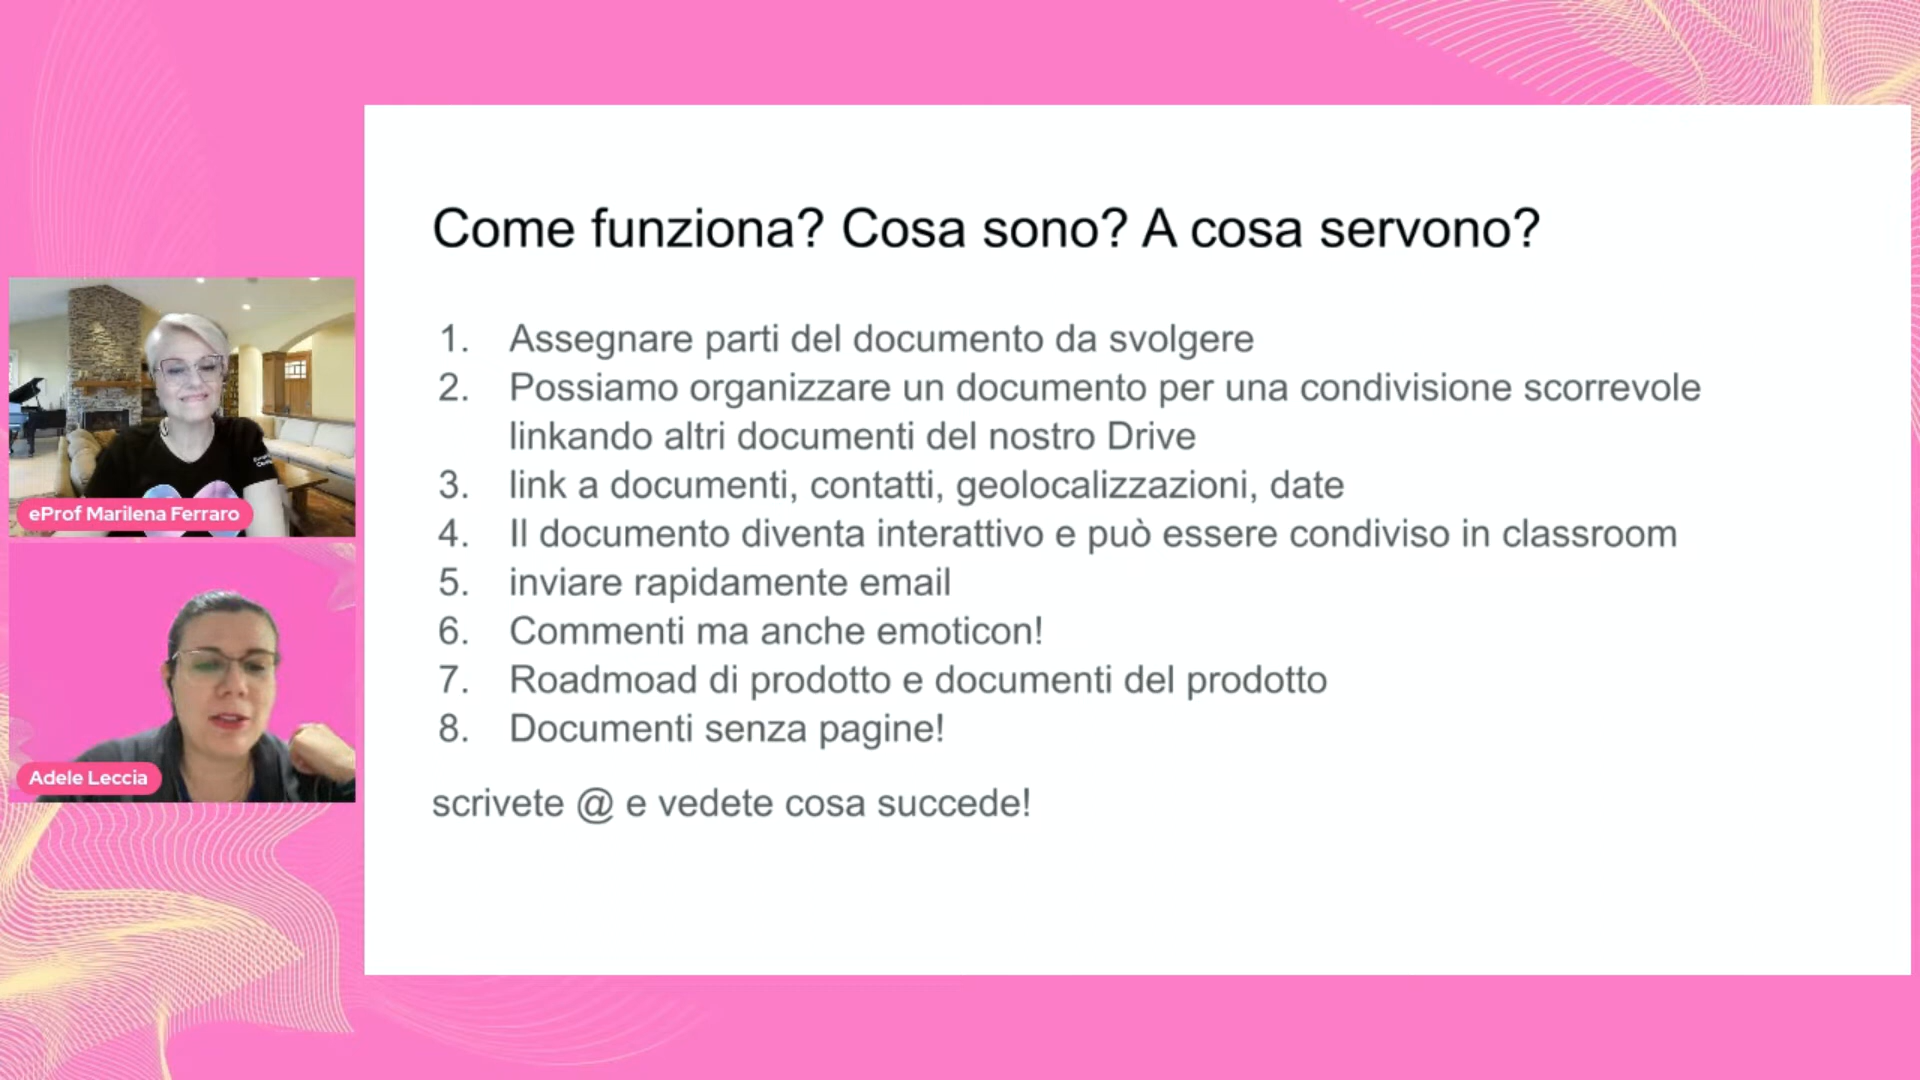 Come funziona? Cosa sono? A cosa servono?
1. Assegnare parti del documento da svolgere
2. Possiamo organizzare un documento per una condivisione scorrevole
linkando altri documenti del nostro Drive
3. link a documenti, contatti, geolocalizzazioni, date
4. Il documento diventa interattivo e può essere condiviso in classroom
5. inviare rapidamente email
6. Commenti ma anche emoticon!
7. Roadmoad di prodotto e documenti del prodotto
8. Documenti senza pagine!
scrivete @ e vedete cosa succede!
eProf Marilena Ferraro
Adele Leccia